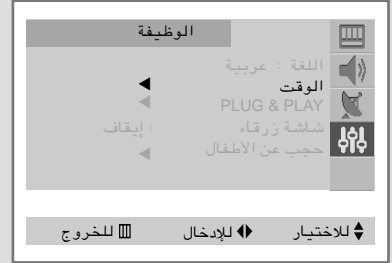 الوظيفة
اللغة : عربية
الوقت ◀
PLUG & PLAY ◀
شاشة زرقاء : إيقاف
حجب عن الأطفال ◀
للاختيار للإدخال للخروج